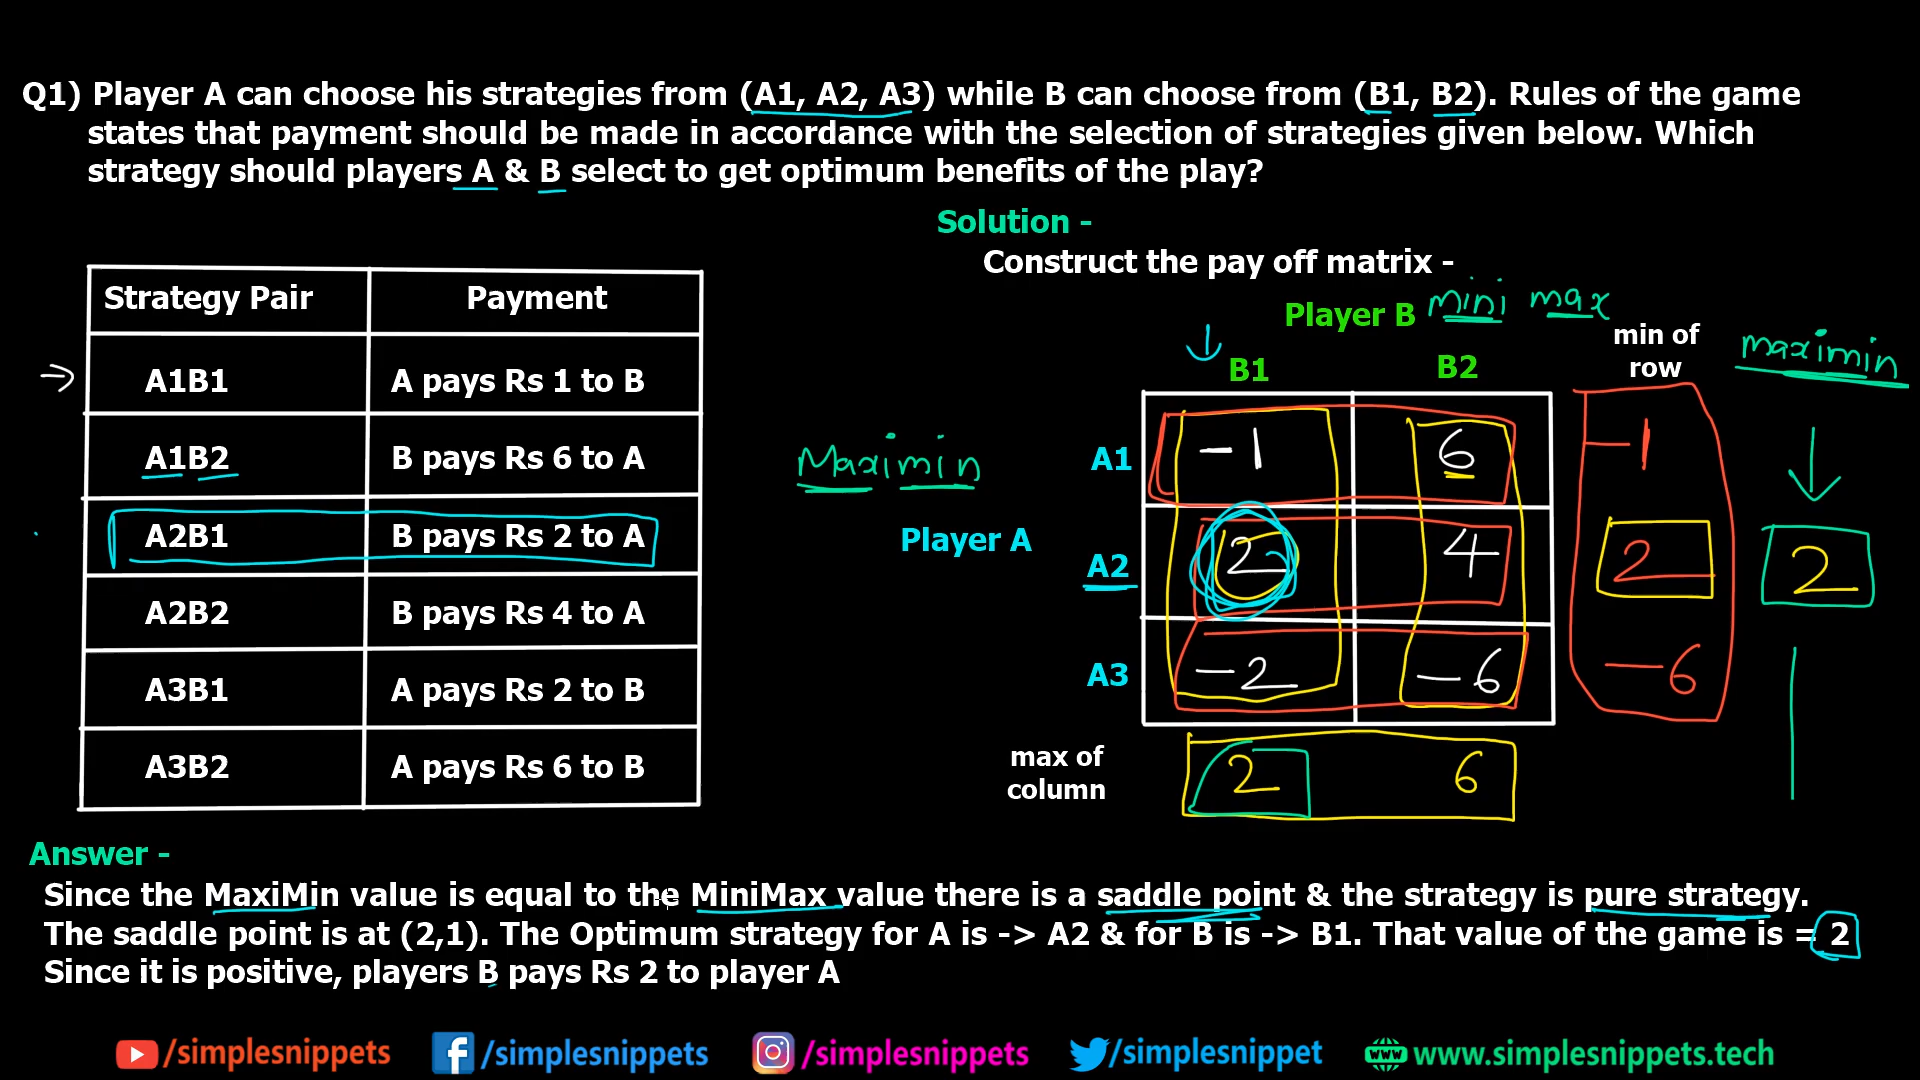 Q1) Player A can choose his strategies from (A1, A2, A3) while B can choose from (B1, B2). Rules of the game
states that payment should be made in accordance with the selection of strategies given below. Which
strategy should players A & B select to get optimum benefits of the play?
Solution -
Construct the pay off matrix -
Strategy Pair Payment
A1B1 A pays Rs 1 to B
A1B2 B pays Rs 6 to A
A2B1 B pays Rs 2 to A
A2B2 B pays Rs 4 to A
A3B1 A pays Rs 2 to B
A3B2 A pays Rs 6 to B
Player B mini max
min of
row
maximin
B1 B2
Maximin
Player A
A1 -1 6 -1
A2 2 4 2 2
A3 -2 -6 -6
max of
column
2 6
Answer -
Since the MaxiMin value is equal to the MiniMax value there is a saddle point & the strategy is pure strategy.
The saddle point is at (2,1). The Optimum strategy for A is -> A2 & for B is -> B1. That value of the game is = 2
Since it is positive, players B pays Rs 2 to player A
/simplesnippets /simplesnippets /simplesnippets /simplesnippet www.simplesnippets.tech